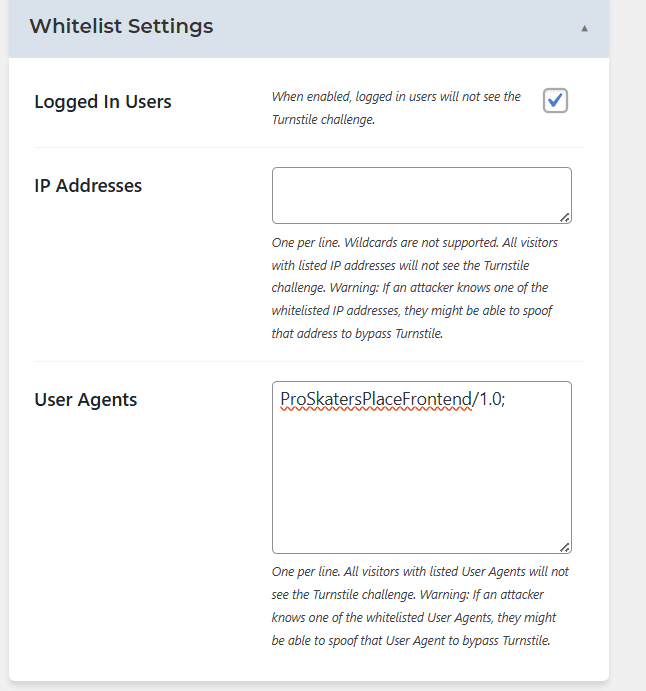 Whitelist Settings
Logged In Users
When enabled, logged in users will not see the
Turnstile challenge.
IP Addresses
One per line. Wildcards are not supported. All visitors
with listed IP addresses will not see the Turnstile
challenge. Warning: If an attacker knows one of the
whitelisted IP addresses, they might be able to spoof
that address to bypass Turnstile.
User Agents
ProSkatersPlaceFrontend/1.0;
One per line. All visitors with listed User Agents will not
see the Turnstile challenge. Warning: If an attacker
knows one of the whitelisted User Agents, they might
be able to spoof that User Agent to bypass Turnstile.